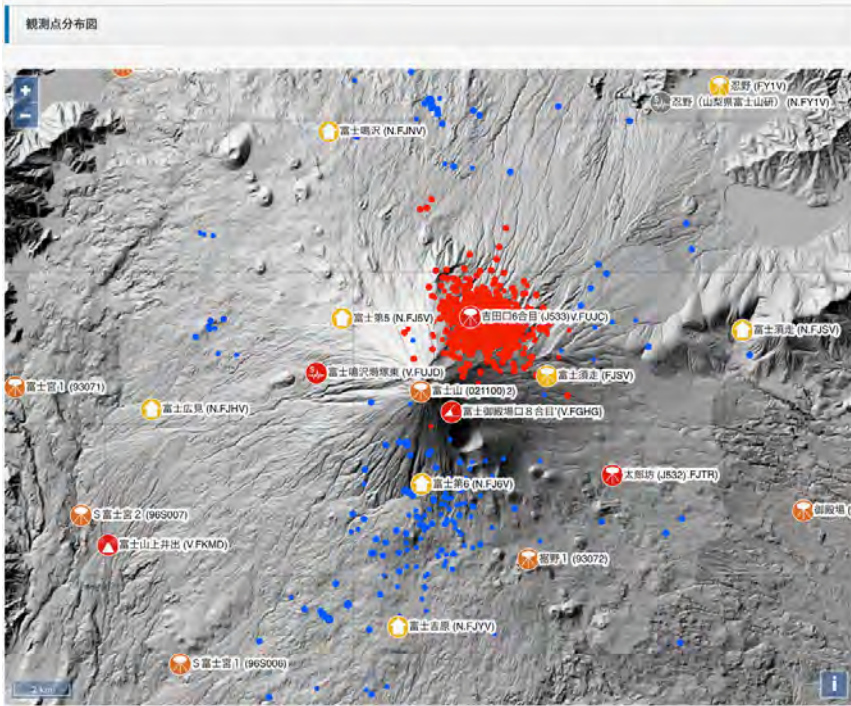 観測点分布図
+
−
忍野 (FY1V)
忍野（山梨県富士山研） (N.FY1V)
富士鳴沢 (N.FJNV)
富士第5 (N.FJ5V)
吉田口6合目 (J533)V.FUJC)
富士須走 (N.FJSV)
富士鳴沢塒塚東 (V.FUJD)
富士須走 (FJSV)
富士宮１ (93071)
富士山 (021100)2)
富士広見 (N.FJHV)
富士御殿場口８合目 (V.FGHG)
太郎坊 (J532).FJTR)
富士第6 (N.FJ6V)
Ｓ富士宮２ (96S007)
御殿場 (
富士山上井出 (V.FKMD)
裾野１ (93072)
富士吉原 (N.FJYV)
Ｓ富士宮１ (96S006)
2 km
i